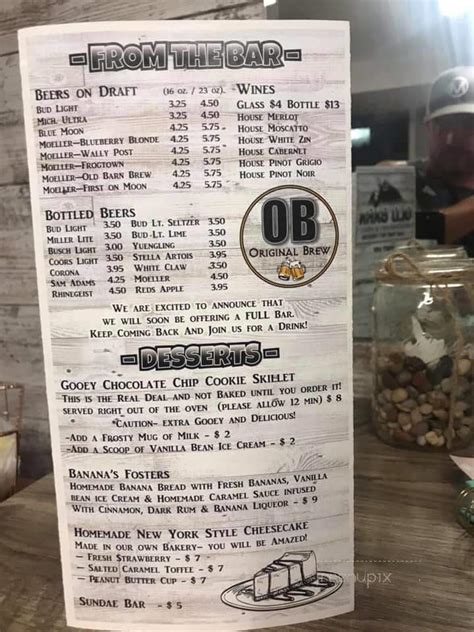 - FROM THE BAR -
BEERS ON DRAFT (16 OZ. / 23 OZ.)
BUD LIGHT 3.25 4.50
MICH. ULTRA 3.25 4.50
BLUE MOON 4.25 5.75
MOELLER—BLUEBERRY BLONDE 4.25 5.75
MOELLER—WALLY POST 4.25 5.75
MOELLER—FROGTOWN 4.25 5.75
MOELLER—OLD BARN BREW 4.25 5.75
MOELLER—FIRST ON MOON 4.25 5.75
WINES
GLASS $4 BOTTLE $13
HOUSE MERLOT
HOUSE MOSCATTO
HOUSE WHITE ZIN
HOUSE CABERNET
HOUSE PINOT GRIGIO
HOUSE PINOT NOIR
BOTTLED BEERS
BUD LIGHT 3.50 BUD LT. SELTZER 3.50
MILLER LITE 3.50 BUD LT. LIME 3.50
BUSCH LIGHT 3.00 YUENGLING 3.50
COORS LIGHT 3.50 STELLA ARTOIS 3.95
CORONA 3.95 WHITE CLAW 3.50
SAM ADAMS 4.25 MOELLER 4.50
RHINEGEIST 4.50 REDS APPLE 3.95
OB
ORIGINAL BREW
WE ARE EXCITED TO ANNOUNCE THAT
WE WILL SOON BE OFFERING A FULL BAR.
KEEP COMING BACK AND JOIN US FOR A DRINK!
- DESSERTS -
GOOEY CHOCOLATE CHIP COOKIE SKILLET
THIS IS THE REAL DEAL AND NOT BAKED UNTIL YOU ORDER IT!
SERVED RIGHT OUT OF THE OVEN (PLEASE ALLOW 12 MIN) $ 8
*CAUTION- EXTRA GOOEY AND DELICIOUS!
-ADD A FROSTY MUG OF MILK - $ 2
-ADD A SCOOP OF VANILLA BEAN ICE CREAM - $ 2
BANANA'S FOSTERS
HOMEMADE BANANA BREAD WITH FRESH BANANAS, VANILLA
BEAN ICE CREAM & HOMEMADE CARAMEL SAUCE INFUSED
WITH CINNAMON, DARK RUM & BANANA LIQUEUR - $ 9
HOMEMADE NEW YORK STYLE CHEESECAKE
MADE IN OUR OWN BAKERY- YOU WILL BE AMAZED!
- FRESH STRAWBERRY - $ 7
- SALTED CARAMEL TOFFEE - $ 7
- PEANUT BUTTER CUP - $ 7
SUNDAE BAR - $ 5